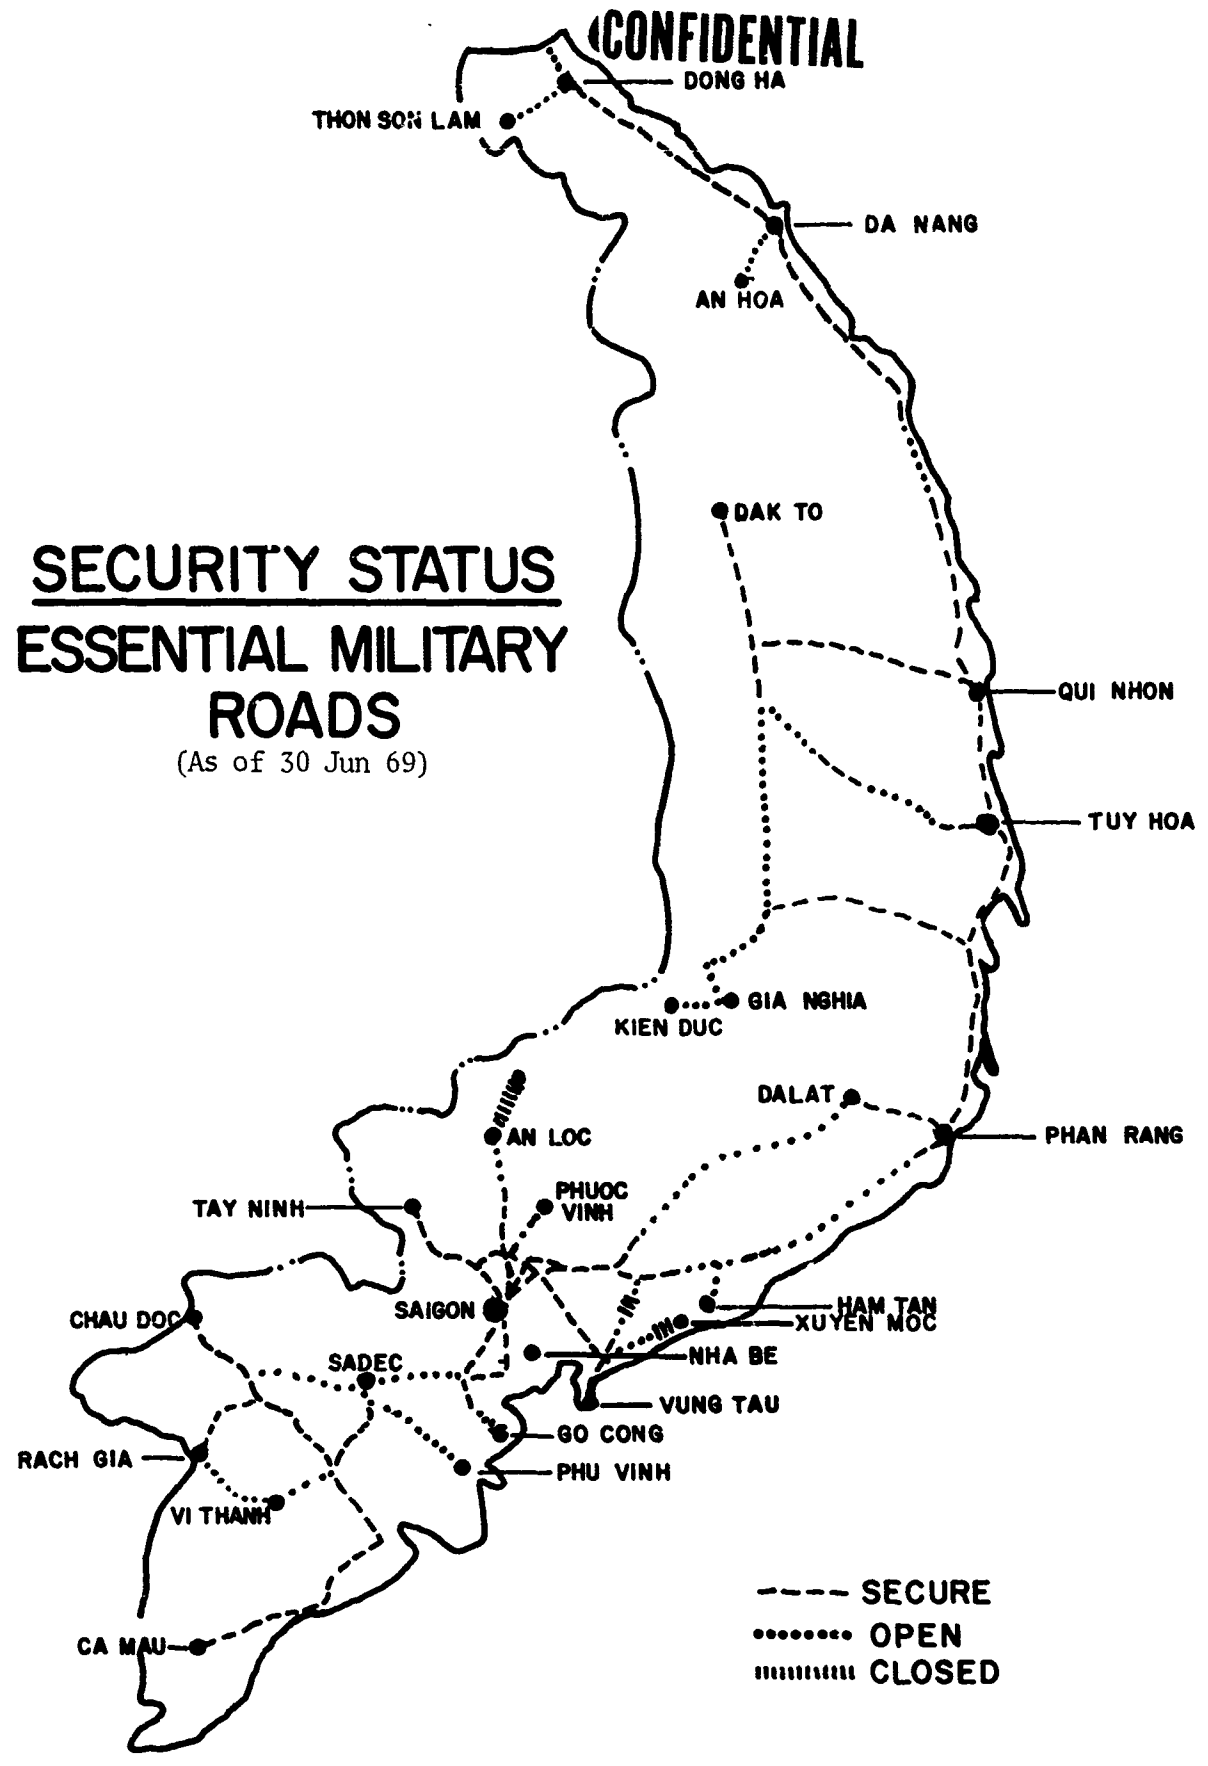 CONFIDENTIAL
DONG HA
THON SON LAM
DA NANG
AN HOA
DAK TO
SECURITY STATUS
ESSENTIAL MILITARY
ROADS
(As of 30 Jun 69)
QUI NHON
TUY HOA
GIA NGHIA
KIEN DUC
DALAT
AN LOC
PHAN RANG
PHUOC
VINH
TAY NINH
SAIGON
HAM TAN
CHAU DOC
XUYEN MOC
NHA BE
SADEC
VUNG TAU
GO CONG
RACH GIA
PHU VINH
VI THANH
SECURE
OPEN
CA MAU
CLOSED